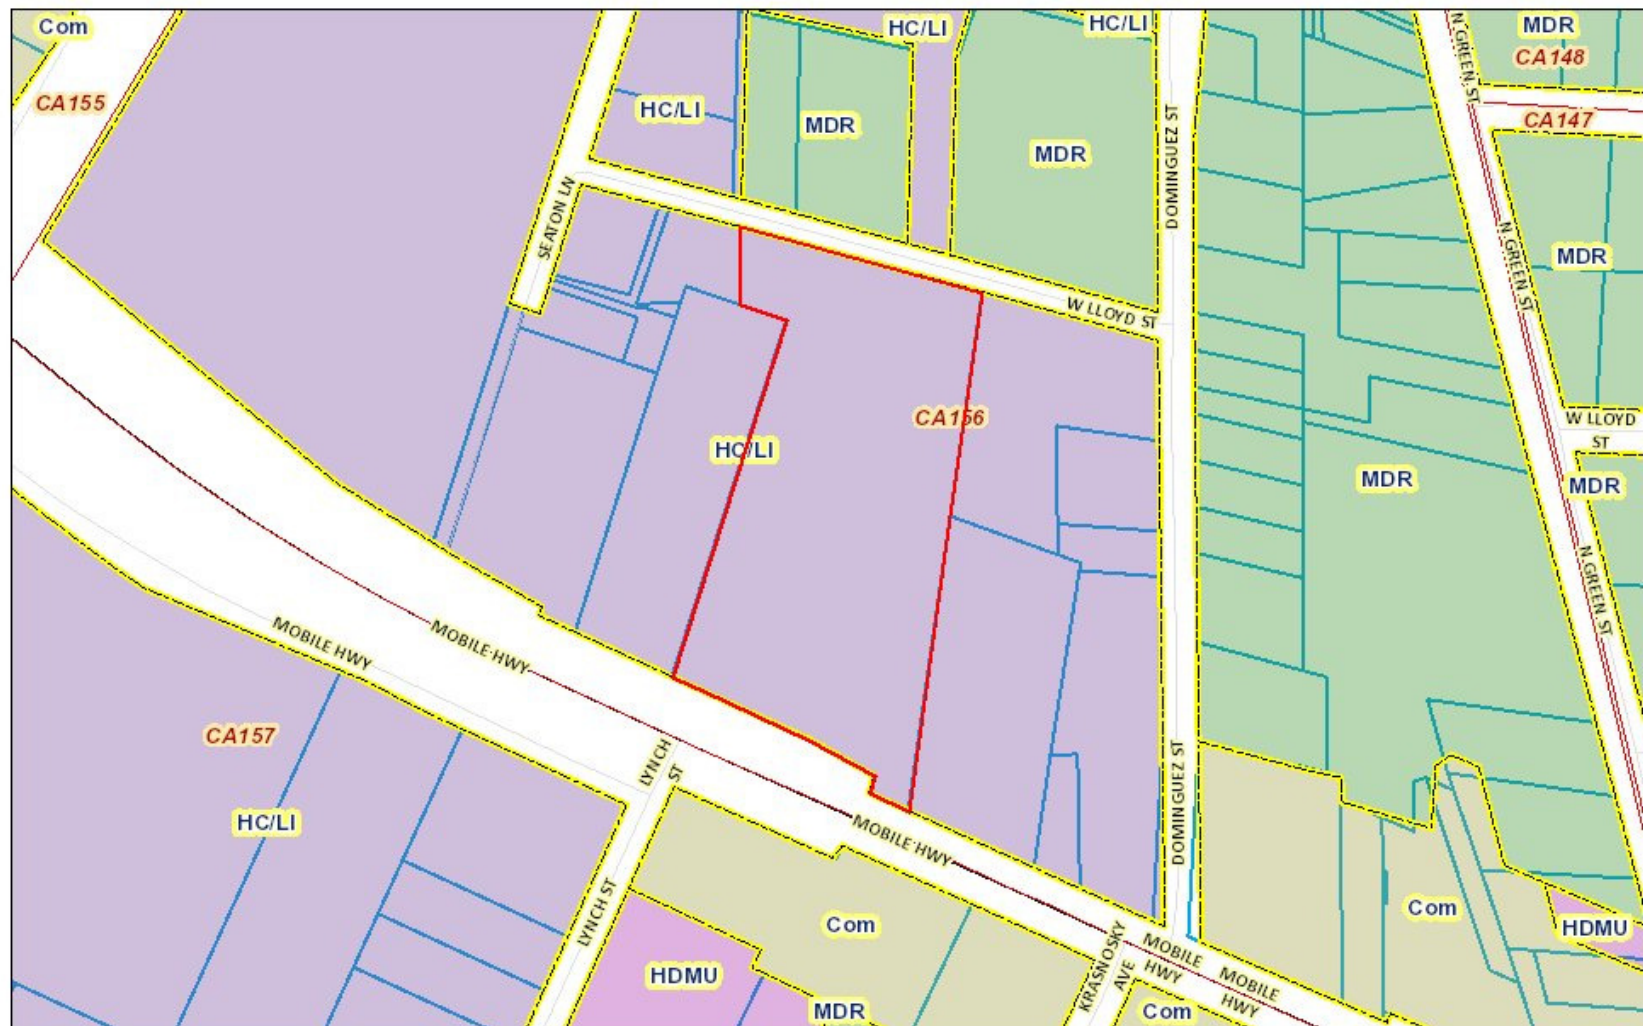 Com
HC/LI
HC/LI
MDR
CA148
CA155
HC/LI
MDR
MDR
CA147
N GREEN ST
DOMINGUEZ ST
SEATON LN
N GREEN ST
MDR
W LLOYD ST
CA156
W LLOYD
ST
HC/LI
MDR
MDR
N GREEN ST
MOBILE HWY
MOBILE HWY
CA157
LYNCH
ST
DOMINGUEZ ST
HC/LI
MOBILE HWY
LYNCH ST
Com
Com
HDMU
HDMU
KRASNOSKY
AVE
MOBILE
HWY
MOBILE
HWY
MDR
Com